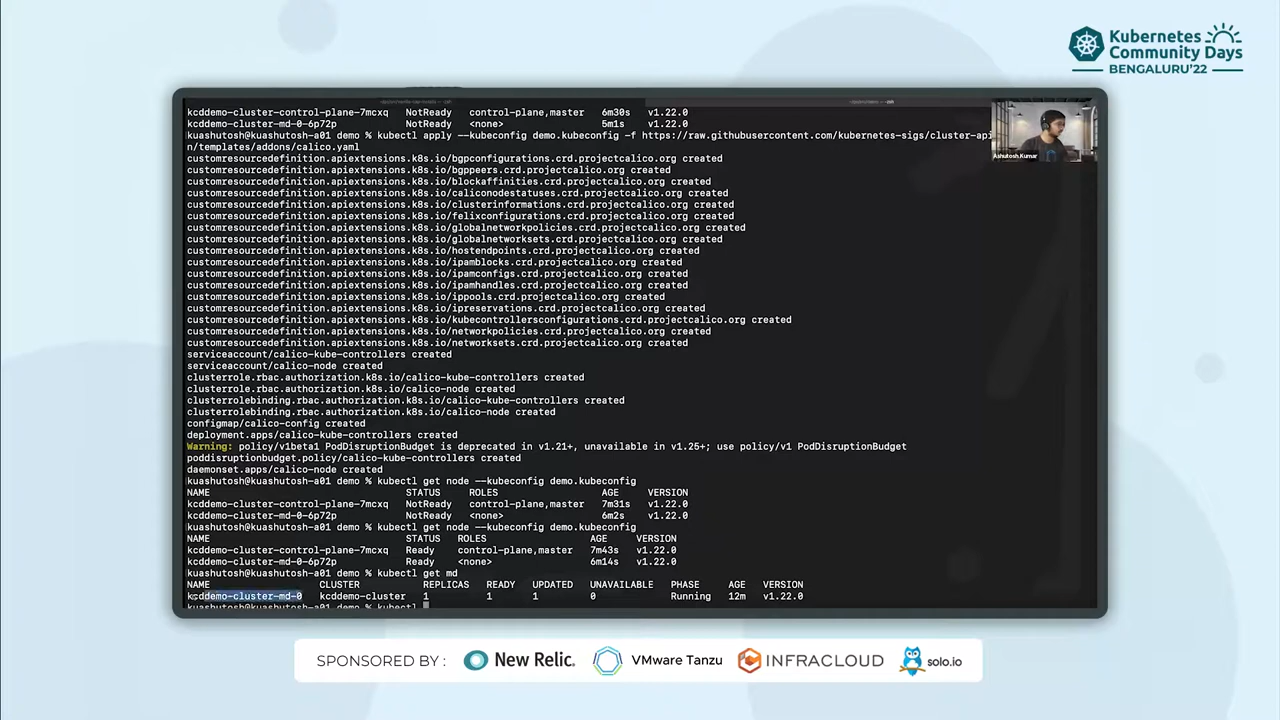 Kubernetes
Community Days
BENGALURU'22
kcddemo-cluster-control-plane-7mcxq NotReady control-plane,master 6m30s v1.22.0
kcddemo-cluster-md-0-6p72p NotReady <none> 5m1s v1.22.0
kuashutosh@kuashutosh-a01 demo % kubectl apply --kubeconfig demo.kubeconfig -f https://raw.githubusercontent.com/kubernetes-sigs/cluster-api
n/templates/addons/calico.yaml
Ashutosh Kumar
customresourcedefinition.apiextensions.k8s.io/bgpconfigurations.crd.projectcalico.org created
customresourcedefinition.apiextensions.k8s.io/bgppeers.crd.projectcalico.org created
customresourcedefinition.apiextensions.k8s.io/blockaffinities.crd.projectcalico.org created
customresourcedefinition.apiextensions.k8s.io/caliconodestatuses.crd.projectcalico.org created
customresourcedefinition.apiextensions.k8s.io/clusterinformations.crd.projectcalico.org created
customresourcedefinition.apiextensions.k8s.io/felixconfigurations.crd.projectcalico.org created
customresourcedefinition.apiextensions.k8s.io/globalnetworkpolicies.crd.projectcalico.org created
customresourcedefinition.apiextensions.k8s.io/globalnetworksets.crd.projectcalico.org created
customresourcedefinition.apiextensions.k8s.io/hostendpoints.crd.projectcalico.org created
customresourcedefinition.apiextensions.k8s.io/ipamblocks.crd.projectcalico.org created
customresourcedefinition.apiextensions.k8s.io/ipamconfigs.crd.projectcalico.org created
customresourcedefinition.apiextensions.k8s.io/ipamhandles.crd.projectcalico.org created
customresourcedefinition.apiextensions.k8s.io/ippools.crd.projectcalico.org created
customresourcedefinition.apiextensions.k8s.io/ipreservations.crd.projectcalico.org created
customresourcedefinition.apiextensions.k8s.io/kubecontrollersconfigurations.crd.projectcalico.org created
customresourcedefinition.apiextensions.k8s.io/networkpolicies.crd.projectcalico.org created
customresourcedefinition.apiextensions.k8s.io/networksets.crd.projectcalico.org created
serviceaccount/calico-kube-controllers created
serviceaccount/calico-node created
clusterrole.rbac.authorization.k8s.io/calico-kube-controllers created
clusterrole.rbac.authorization.k8s.io/calico-node created
clusterrolebinding.rbac.authorization.k8s.io/calico-kube-controllers created
clusterrolebinding.rbac.authorization.k8s.io/calico-node created
configmap/calico-config created
deployment.apps/calico-kube-controllers created
Warning: policy/v1beta1 PodDisruptionBudget is deprecated in v1.21+, unavailable in v1.25+; use policy/v1 PodDisruptionBudget
poddisruptionbudget.policy/calico-kube-controllers created
daemonset.apps/calico-node created
kuashutosh@kuashutosh-a01 demo % kubectl get node --kubeconfig demo.kubeconfig
NAME STATUS ROLES AGE VERSION
kcddemo-cluster-control-plane-7mcxq NotReady control-plane,master 7m31s v1.22.0
kcddemo-cluster-md-0-6p72p NotReady <none> 6m2s v1.22.0
kuashutosh@kuashutosh-a01 demo % kubectl get node --kubeconfig demo.kubeconfig
NAME STATUS ROLES AGE VERSION
kcddemo-cluster-control-plane-7mcxq Ready control-plane,master 7m43s v1.22.0
kcddemo-cluster-md-0-6p72p Ready <none> 6m14s v1.22.0
kuashutosh@kuashutosh-a01 demo % kubectl get md
NAME CLUSTER REPLICAS READY UPDATED UNAVAILABLE PHASE AGE VERSION
kcddemo-cluster-md-0 kcddemo-cluster 1 1 1 0 Running 12m v1.22.0
kuashutosh@kuashutosh-a01 demo % kubectl
SPONSORED BY : New Relic. VMware Tanzu INFRACLOUD solo.io